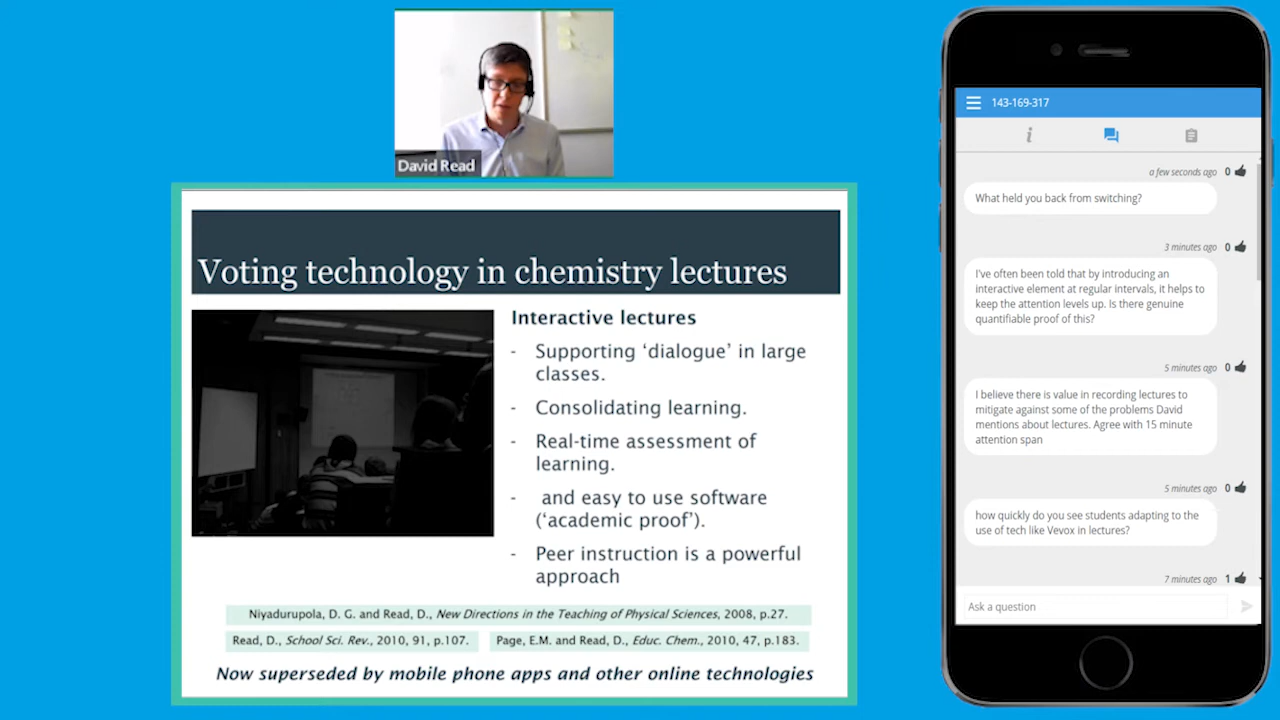 David Read
Voting technology in chemistry lectures
Interactive lectures
- Supporting ‘dialogue’ in large
classes.
- Consolidating learning.
- Real-time assessment of
learning.
- and easy to use software
(‘academic proof’).
- Peer instruction is a powerful
approach
Niyadurupola, D. G. and Read, D., New Directions in the Teaching of Physical Sciences, 2008, p.27.
Read, D., School Sci. Rev., 2010, 91, p.107.
Page, E.M. and Read, D., Educ. Chem., 2010, 47, p.183.
Now superseded by mobile phone apps and other online technologies
143-169-317
a few seconds ago 0
What held you back from switching?
3 minutes ago 0
I've often been told that by introducing an
interactive element at regular intervals, it helps to
keep the attention levels up. Is there genuine
quantifiable proof of this?
5 minutes ago 0
I believe there is value in recording lectures to
mitigate against some of the problems David
mentions about lectures. Agree with 15 minute
attention span
5 minutes ago 0
how quickly do you see students adapting to the
use of tech like Vevox in lectures?
7 minutes ago 1
Ask a question